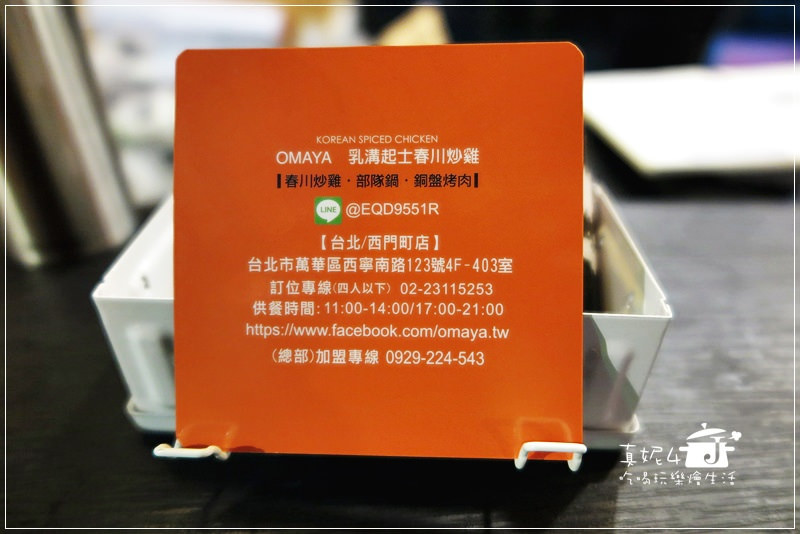 KOREAN SPICED CHICKEN
OMAYA 乳溝起士春川炒雞
春川炒雞・部隊鍋・銅盤烤肉
LINE @EQD9551R
【台北/西門町店】
台北市萬華區西寧南路123號4F-403室
訂位專線(四人以下) 02-23115253
供餐時間:11:00-14:00/17:00-21:00
https://www.facebook.com/omaya.tw
(總部)加盟專線 0929-224-543
真妮4J
吃喝玩樂燴生活